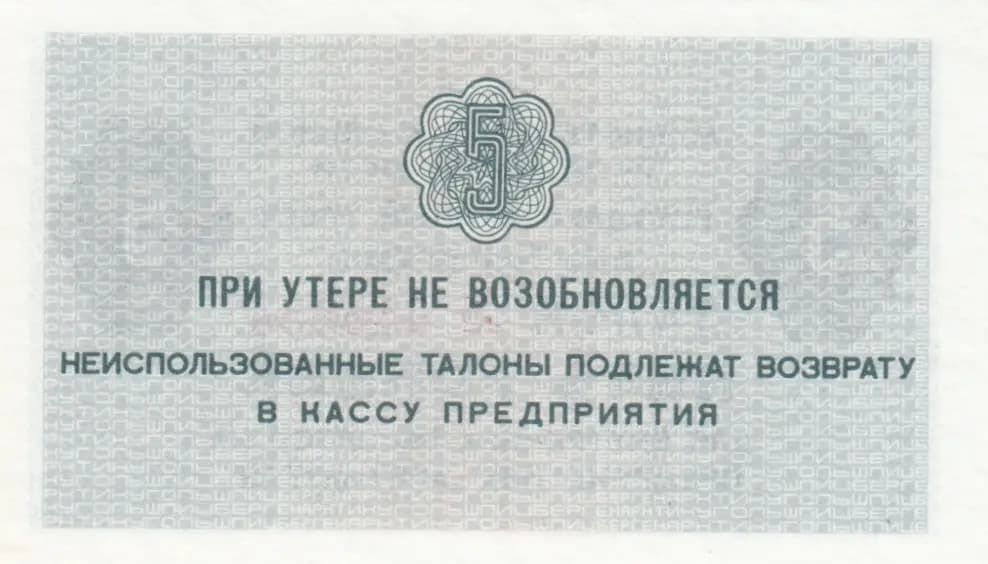 5
ПРИ УТЕРЕ НЕ ВОЗОБНОВЛЯЕТСЯ
НЕИСПОЛЬЗОВАННЫЕ ТАЛОНЫ ПОДЛЕЖАТ ВОЗВРАТУ
В КАССУ ПРЕДПРИЯТИЯ